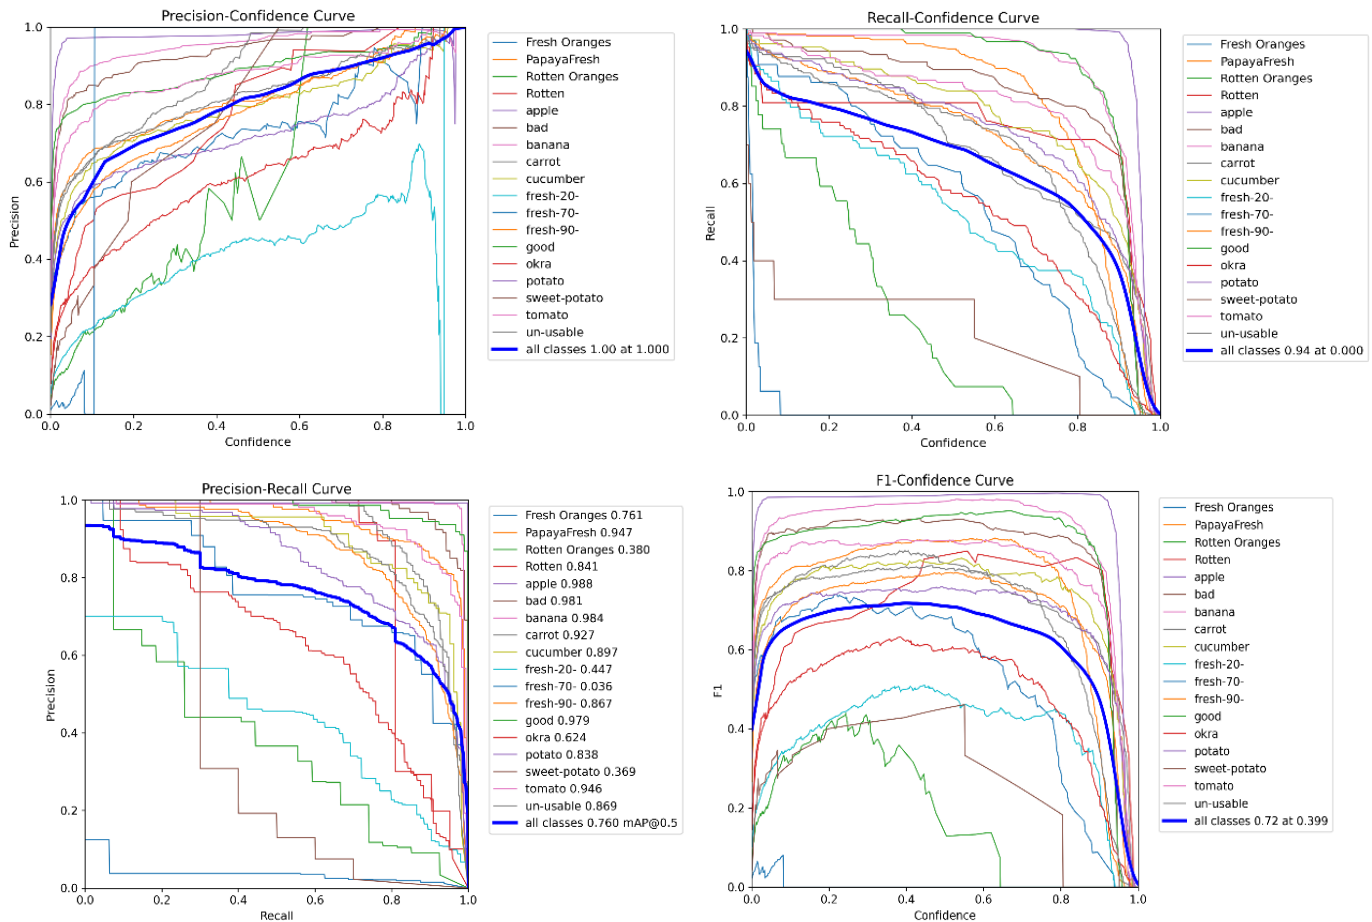 Precision-Confidence Curve
1.0
0.8
0.6
0.4
0.2
0.0
Precision
0.0 0.2 0.4 0.6 0.8 1.0
Confidence
Fresh Oranges
PapayaFresh
Rotten Oranges
Rotten
apple
bad
banana
carrot
cucumber
fresh-20-
fresh-70-
fresh-90-
good
okra
potato
sweet-potato
tomato
un-usable
all classes 1.00 at 1.000
Recall-Confidence Curve
1.0
0.8
0.6
0.4
0.2
0.0
Recall
0.0 0.2 0.4 0.6 0.8 1.0
Confidence
Fresh Oranges
PapayaFresh
Rotten Oranges
Rotten
apple
bad
banana
carrot
cucumber
fresh-20-
fresh-70-
fresh-90-
good
okra
potato
sweet-potato
tomato
un-usable
all classes 0.94 at 0.000
Precision-Recall Curve
1.0
0.8
0.6
0.4
0.2
0.0
Precision
0.0 0.2 0.4 0.6 0.8 1.0
Recall
Fresh Oranges 0.761
PapayaFresh 0.947
Rotten Oranges 0.380
Rotten 0.841
apple 0.988
bad 0.981
banana 0.984
carrot 0.927
cucumber 0.897
fresh-20- 0.447
fresh-70- 0.036
fresh-90- 0.867
good 0.979
okra 0.624
potato 0.838
sweet-potato 0.369
tomato 0.946
un-usable 0.869
all classes 0.760 mAP@0.5
F1-Confidence Curve
1.0
0.8
0.6
0.4
0.2
0.0
F1
0.0 0.2 0.4 0.6 0.8 1.0
Confidence
Fresh Oranges
PapayaFresh
Rotten Oranges
Rotten
apple
bad
banana
carrot
cucumber
fresh-20-
fresh-70-
fresh-90-
good
okra
potato
sweet-potato
tomato
un-usable
all classes 0.72 at 0.399